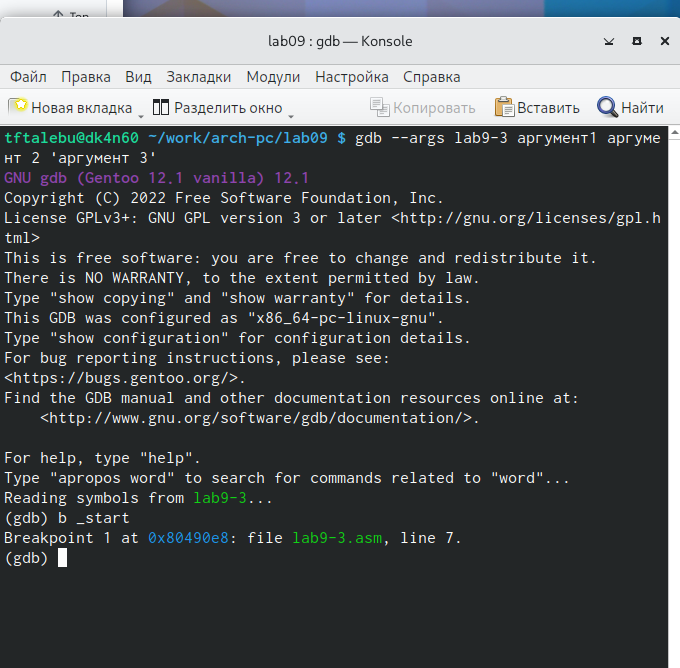 Top
lab09 : gdb — Konsole
Файл Правка Вид Закладки Модули Настройка Справка
Новая вкладка Разделить окно Копировать Вставить Найти
tftalebu@dk4n60 ~/work/arch-pc/lab09 $ gdb --args lab9-3 аргумент1 аргуме
нт 2 'аргумент 3'
GNU gdb (Gentoo 12.1 vanilla) 12.1
Copyright (C) 2022 Free Software Foundation, Inc.
License GPLv3+: GNU GPL version 3 or later <http://gnu.org/licenses/gpl.h
tml>
This is free software: you are free to change and redistribute it.
There is NO WARRANTY, to the extent permitted by law.
Type "show copying" and "show warranty" for details.
This GDB was configured as "x86_64-pc-linux-gnu".
Type "show configuration" for configuration details.
For bug reporting instructions, please see:
<https://bugs.gentoo.org/>.
Find the GDB manual and other documentation resources online at:
    <http://www.gnu.org/software/gdb/documentation/>.

For help, type "help".
Type "apropos word" to search for commands related to "word"...
Reading symbols from lab9-3...
(gdb) b _start
Breakpoint 1 at 0x80490e8: file lab9-3.asm, line 7.
(gdb)